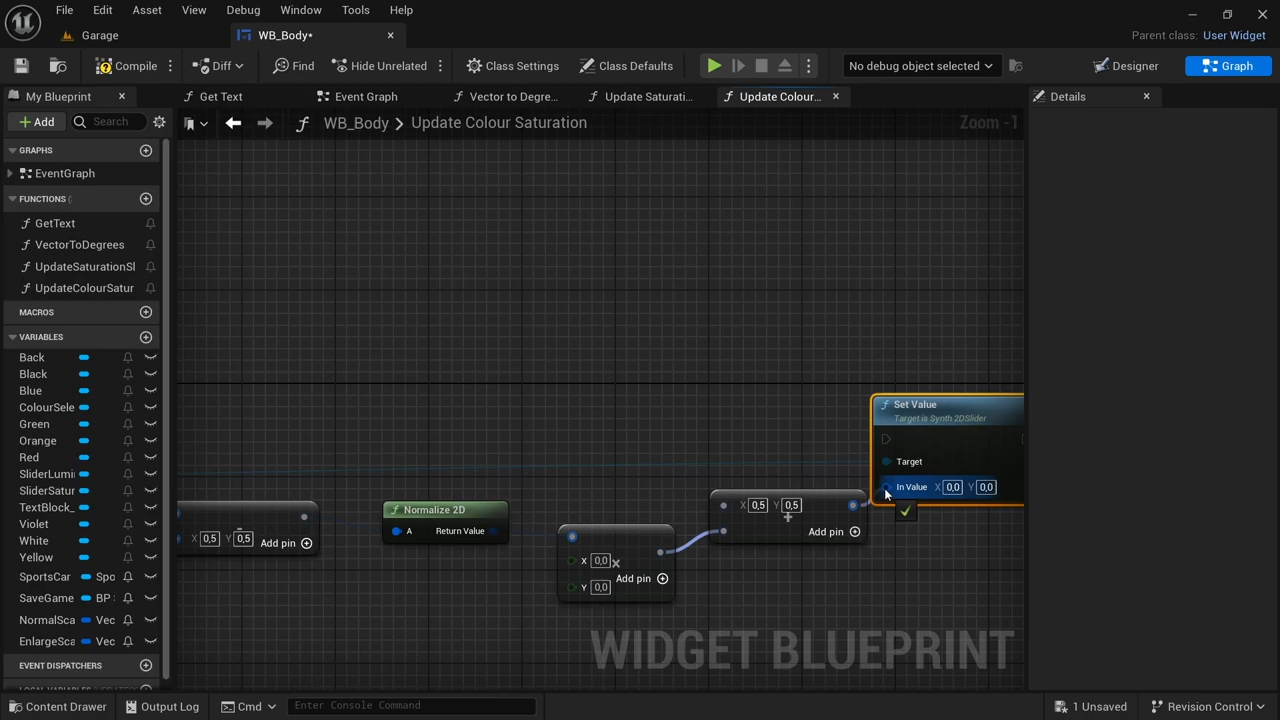 File Edit Asset View Debug Window Tools Help
Garage WB_Body*
Parent class: User Widget
Compile Diff Find Hide Unrelated Class Settings Class Defaults No debug object selected Designer Graph
My Blueprint Get Text Event Graph Vector to Degre... Update Saturati... Update Colour... Details
Add Search WB_Body > Update Colour Saturation Zoom -1
GRAPHS
EventGraph
FUNCTIONS (
GetText
VectorToDegrees
UpdateSaturationSl
UpdateColourSatur
MACROS
VARIABLES
Back
Black
Blue
ColourSele
Green
Orange
Red
SliderLumi
SliderSatur
TextBlock_
Violet
White
Yellow
SportsCar Spo
SaveGame BP
NormalSca Vec
EnlargeSca Vec
EVENT DISPATCHERS
X 0,5 Y 0,5 Add pin
Normalize 2D
A Return Value
X 0,0
Y 0,0
Add pin
X 0,5 Y 0,5
Add pin
Set Value
Target is Synth 2DSlider
Target
In Value X 0,0 Y 0,0
WIDGET BLUEPRINT
Content Drawer Output Log Cmd Enter Console Command 1 Unsaved Revision Control